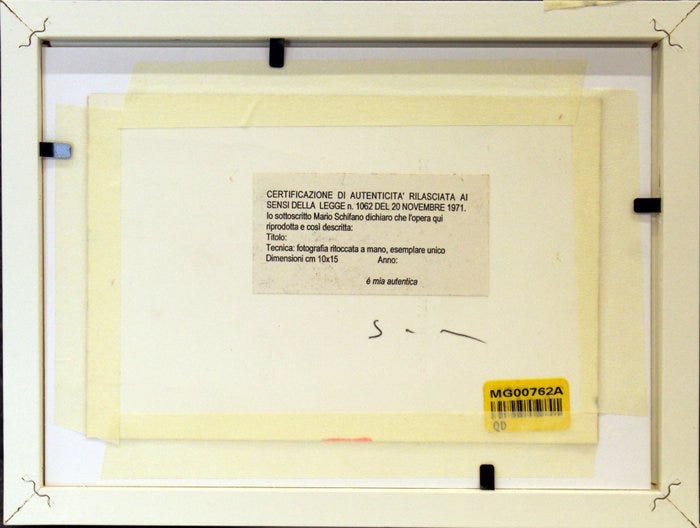 CERTIFICAZIONE DI AUTENTICITA' RILASCIATA AI
SENSI DELLA LEGGE n. 1062 DEL 20 NOVEMBRE 1971.
Io sottoscritto Mario Schifano dichiaro che l'opera qui
riprodotta e così descritta:
Titolo:
Tecnica: fotografia ritoccata a mano, esemplare unico
Dimensioni cm 10x15 Anno:
é mia autentica
MG00762A
QD